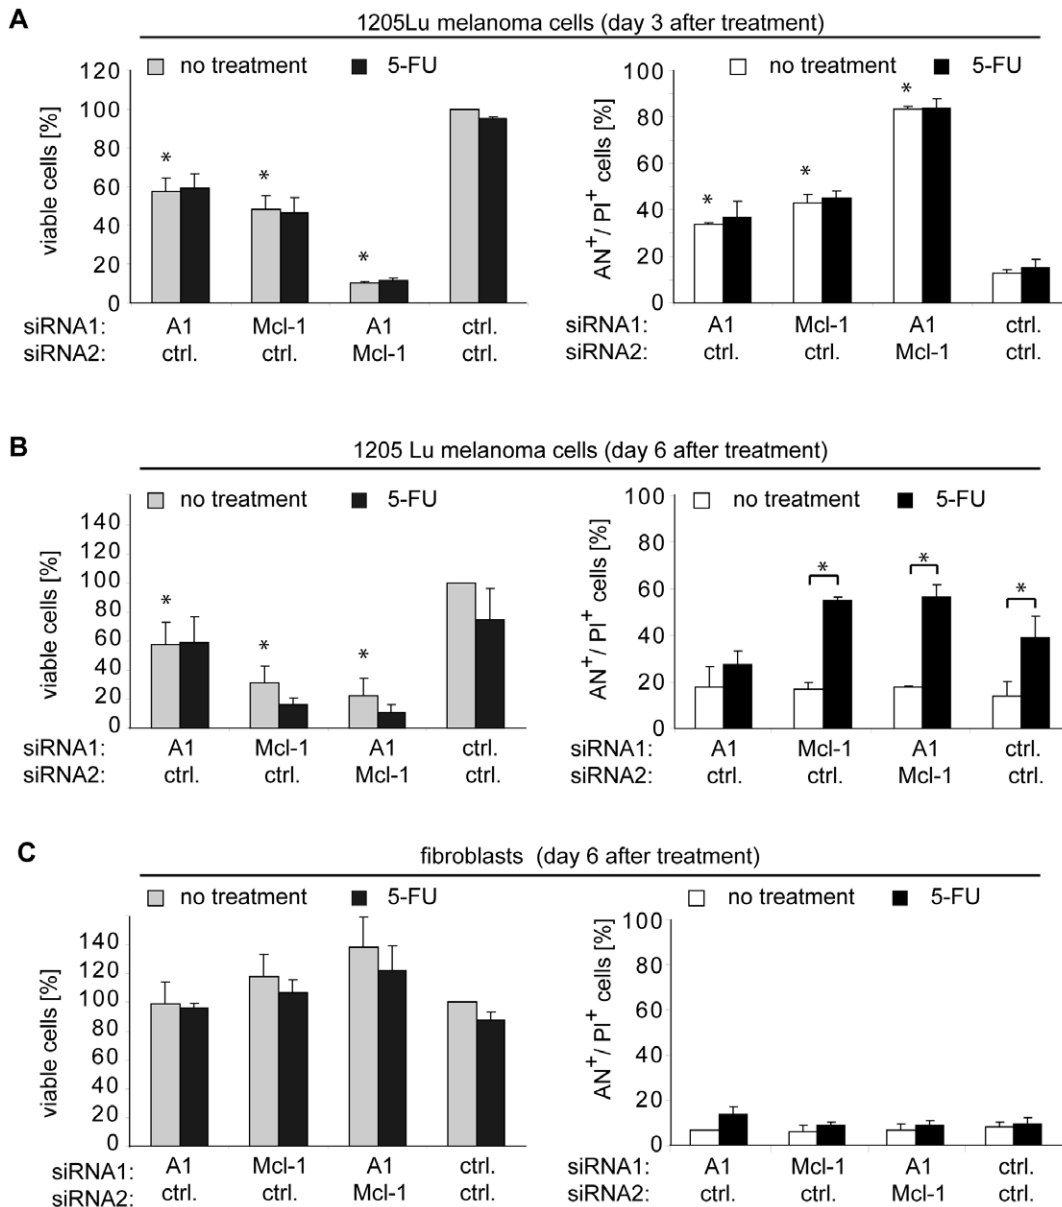 A
1205Lu melanoma cells (day 3 after treatment)
no treatment 5-FU
viable cells [%]
120
100
80
60
40
20
0
* * *
siRNA1: A1 Mcl-1 A1 ctrl.
siRNA2: ctrl. ctrl. Mcl-1 ctrl.
no treatment 5-FU
AN+/ PI+ cells [%]
100
80
60
40
20
0
* * *
siRNA1: A1 Mcl-1 A1 ctrl.
siRNA2: ctrl. ctrl. Mcl-1 ctrl.
B
1205 Lu melanoma cells (day 6 after treatment)
no treatment 5-FU
viable cells [%]
140
120
100
80
60
40
20
0
* * *
siRNA1: A1 Mcl-1 A1 ctrl.
siRNA2: ctrl. ctrl. Mcl-1 ctrl.
no treatment 5-FU
AN+/ PI+ cells [%]
100
80
60
40
20
0
* * *
siRNA1: A1 Mcl-1 A1 ctrl.
siRNA2: ctrl. ctrl. Mcl-1 ctrl.
C
fibroblasts (day 6 after treatment)
no treatment 5-FU
viable cells [%]
140
120
100
80
60
40
20
0
siRNA1: A1 Mcl-1 A1 ctrl.
siRNA2: ctrl. ctrl. Mcl-1 ctrl.
no treatment 5-FU
AN+/ PI+ cells [%]
100
80
60
40
20
0
siRNA1: A1 Mcl-1 A1 ctrl.
siRNA2: ctrl. ctrl. Mcl-1 ctrl.